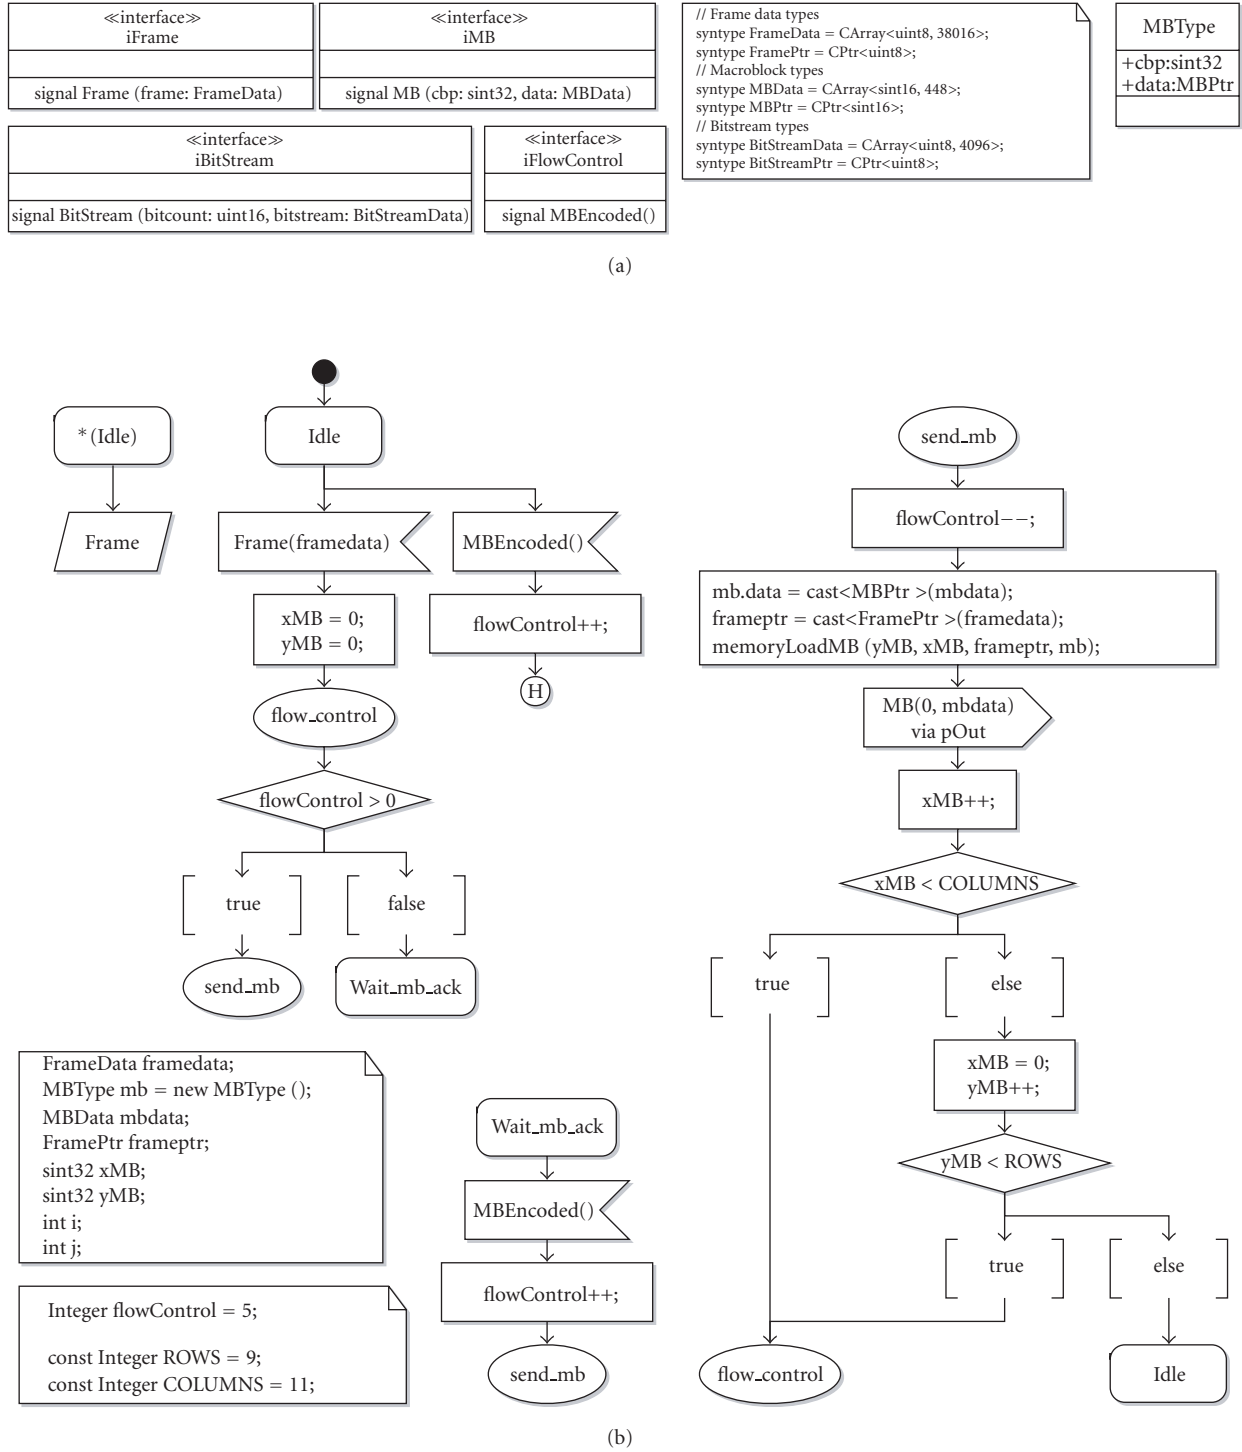 ≪interface≫
iFrame
signal Frame (frame: FrameData)
≪interface≫
iMB
signal MB (cbp: sint32, data: MBData)
// Frame data types
syntype FrameData = CArray<uint8, 38016>;
syntype FramePtr = CPtr<uint8>;
// Macroblock types
syntype MBData = CArray<sint16, 448>;
syntype MBPtr = CPtr<sint16>;
// Bitstream types
syntype BitStreamData = CArray<uint8, 4096>;
syntype BitStreamPtr = CPtr<uint8>;
MBType
+cbp:sint32
+data:MBPtr
≪interface≫
iBitStream
signal BitStream (bitcount: uint16, bitstream: BitStreamData)
≪interface≫
iFlowControl
signal MBEncoded()
(a)
*(Idle)
Frame
Idle
Frame(framedata)
xMB = 0;
yMB = 0;
flow_control
flowControl > 0
true
false
send_mb
Wait_mb_ack
MBEncoded()
flowControl++;
H
send_mb
flowControl−−;
mb.data = cast<MBPtr >(mbdata);
frameptr = cast<FramePtr >(framedata);
memoryLoadMB (yMB, xMB, frameptr, mb);
MB(0, mbdata)
via pOut
xMB++;
xMB < COLUMNS
true
else
xMB = 0;
yMB++;
yMB < ROWS
true
else
flow_control
Idle
FrameData framedata;
MBType mb = new MBType ();
MBData mbdata;
FramePtr frameptr;
sint32 xMB;
sint32 yMB;
int i;
int j;
Integer flowControl = 5;
const Integer ROWS = 9;
const Integer COLUMNS = 11;
Wait_mb_ack
MBEncoded()
flowControl++;
send_mb
(b)